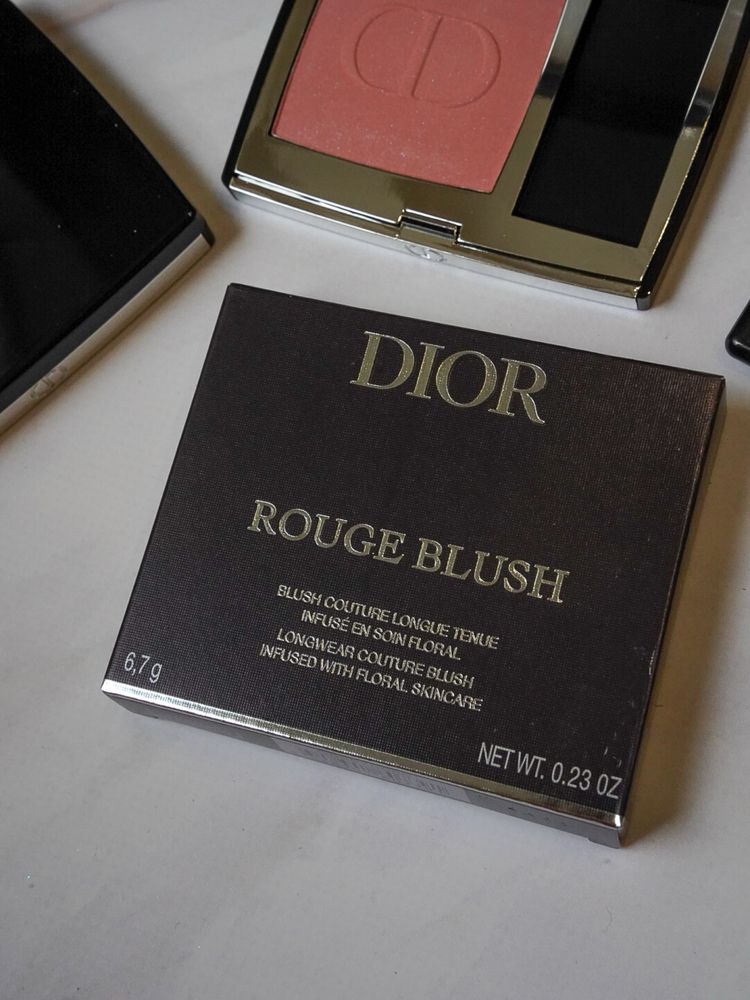 DIOR
ROUGE BLUSH
BLUSH COUTURE LONGUE TENUE
INFUSÉ EN SOIN FLORAL
LONGWEAR COUTURE BLUSH
INFUSED WITH FLORAL SKINCARE
6,7 g
NET WT. 0.23 OZ